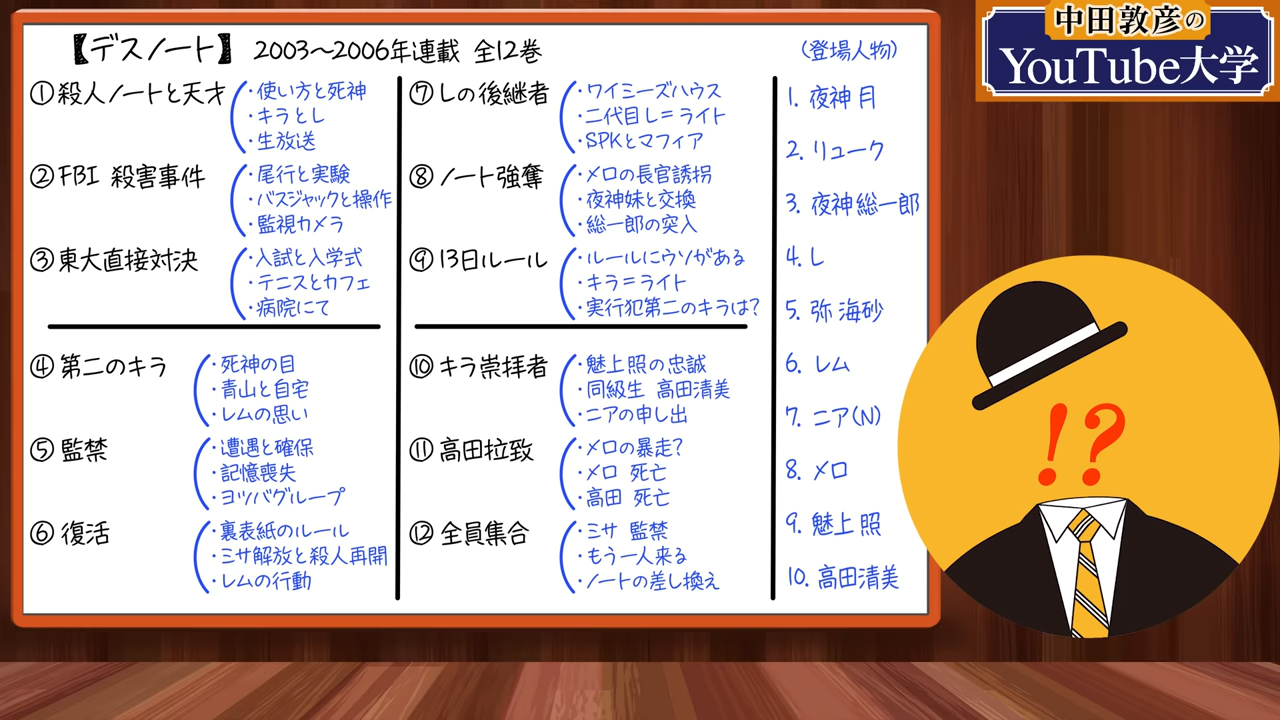 【デスノート】 2003〜2006年連載 全12巻
①殺人ノートと天才
・使い方と死神
・キラとL
・生放送
②FBI 殺害事件
・尾行と実験
・バスジャックと操作
・監視カメラ
③東大直接対決
・入試と入学式
・テニスとカフェ
・病院にて
④第二のキラ
・死神の目
・青山と自宅
・レムの思い
⑤監禁
・遭遇と確保
・記憶喪失
・ヨツバグループ
⑥復活
・裏表紙のルール
・ミサ解放と殺人再開
・レムの行動
⑦Lの後継者
・ワイミーズハウス
・二代目L=ライト
・SPKとマフィア
⑧ノート強奪
・メロの長官誘拐
・夜神妹と交換
・総一郎の突入
⑨13日ルール
・ルールにウソがある
・キラ=ライト
・実行犯第二のキラは?
⑩キラ崇拝者
・魅上照の忠誠
・同級生 高田清美
・ニアの申し出
⑪高田拉致
・メロの暴走?
・メロ 死亡
・高田 死亡
⑫全員集合
・ミサ 監禁
・もう一人来る
・ノートの差し換え
(登場人物)
1. 夜神月
2. リューク
3. 夜神総一郎
4. L
5. 弥海砂
6. レム
7. ニア(N)
8. メロ
9. 魅上照
10. 高田清美
中田敦彦の
YouTube大学
!?